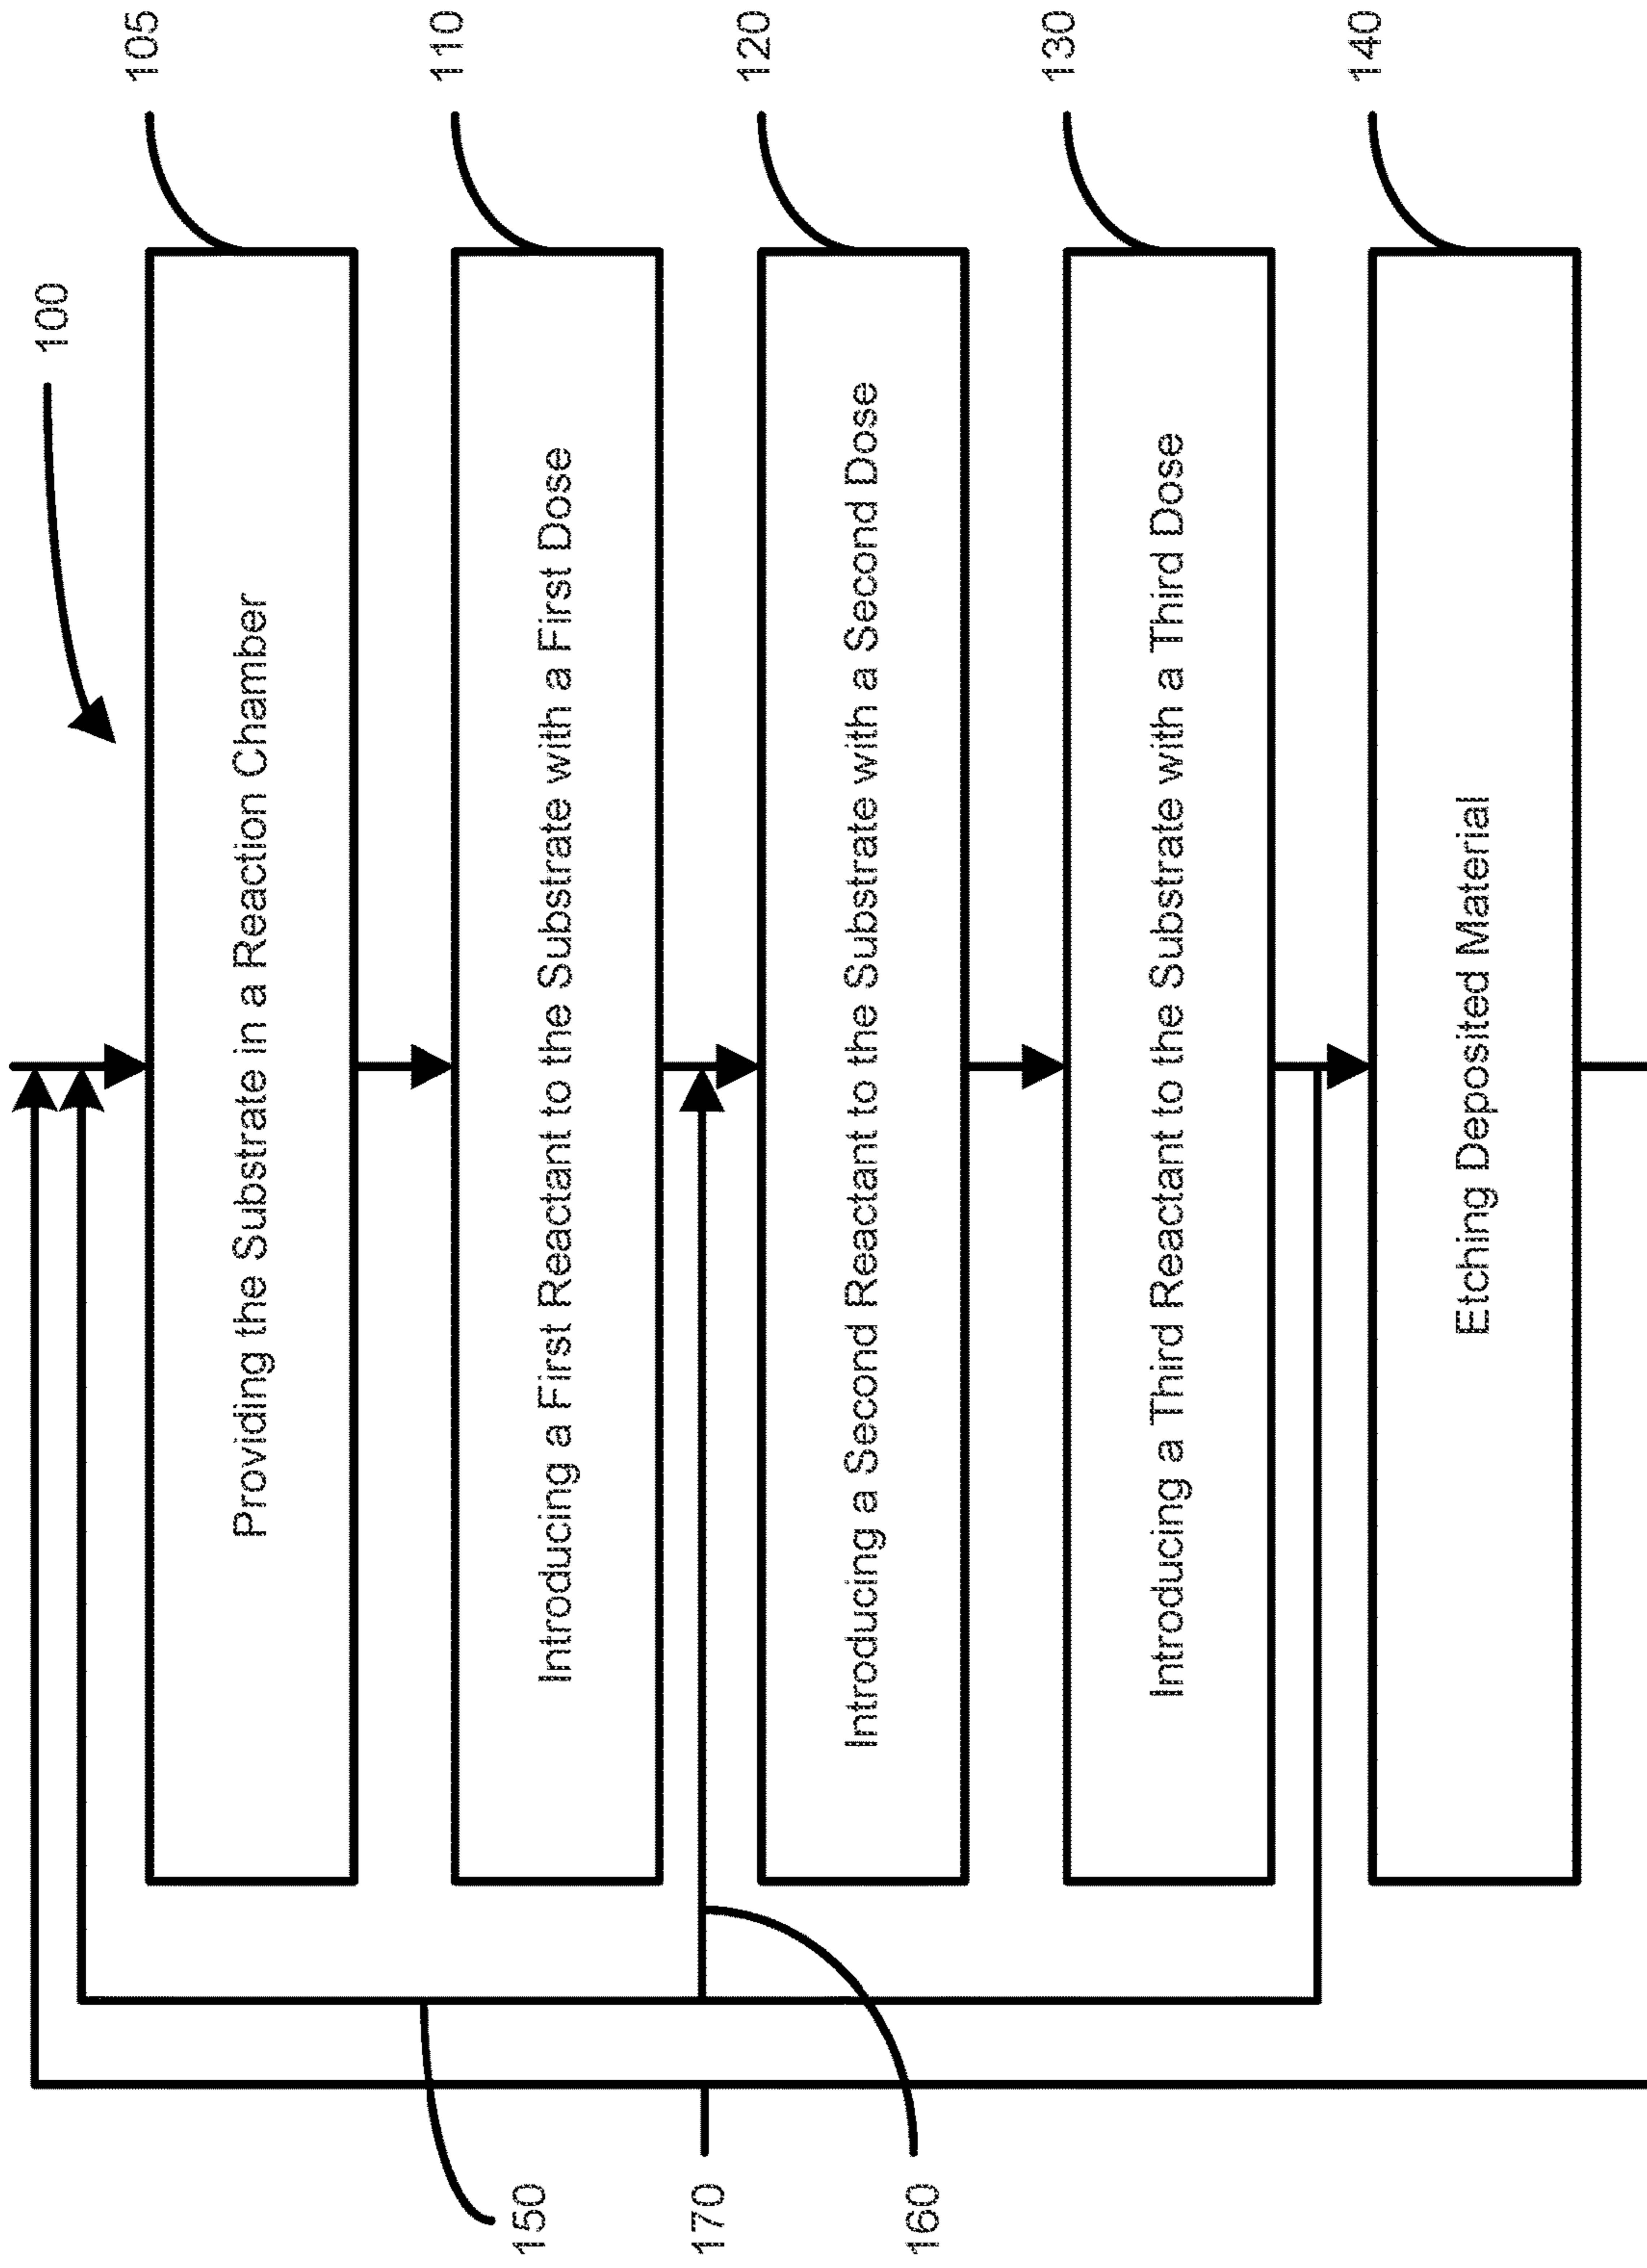 100
Providing the Substrate in a Reaction Chamber
105
Introducing a First Reactant to the Substrate with a First Dose
110
Introducing a Second Reactant to the Substrate with a Second Dose
120
Introducing a Third Reactant to the Substrate with a Third Dose
130
Etching Deposited Material
140
150
170
160